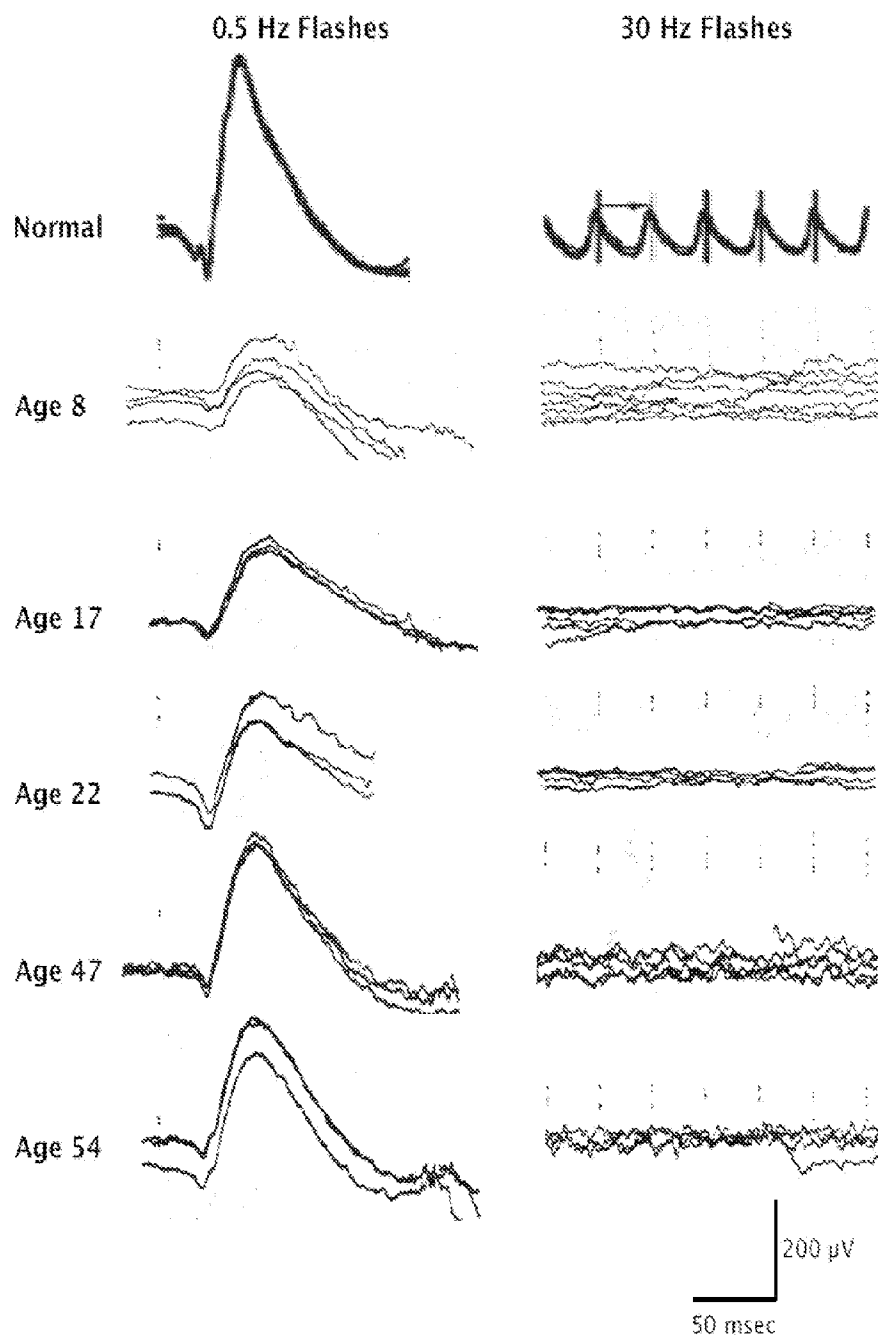 0.5 Hz Flashes
30 Hz Flashes
Normal
Age 8
Age 17
Age 22
Age 47
Age 54
200 µV
50 msec